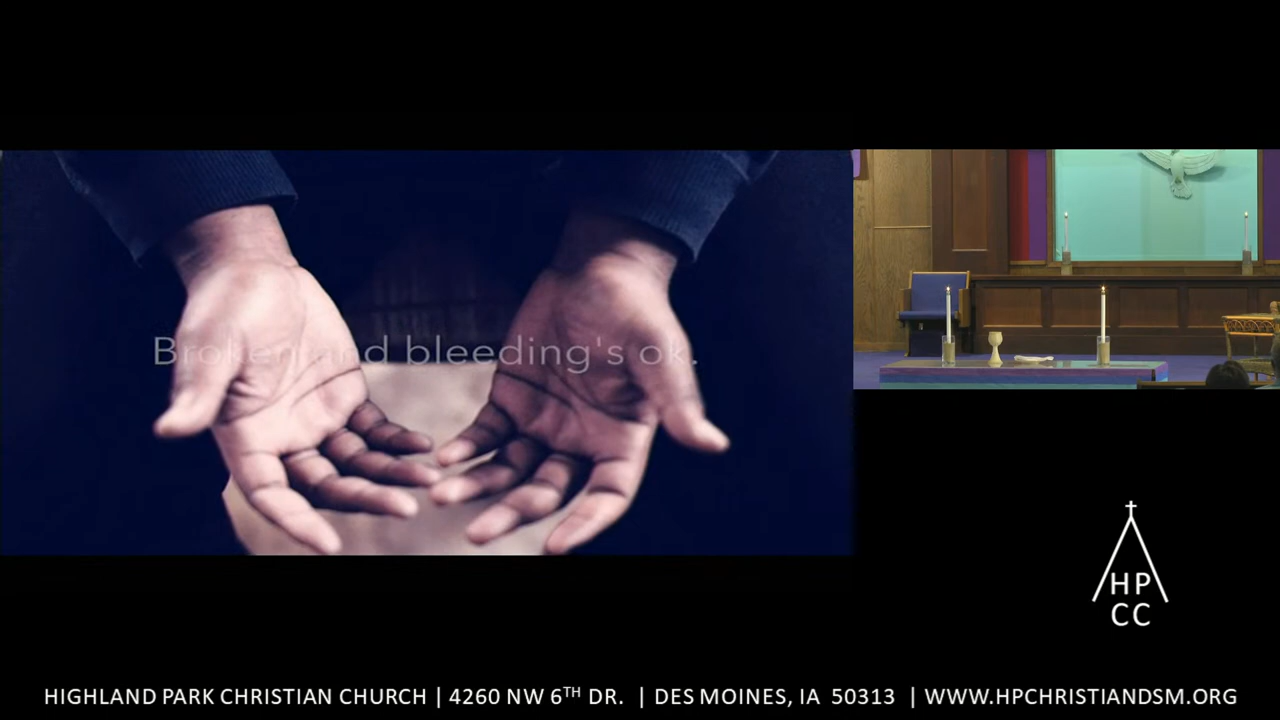 Broken and bleeding's ok.
HP
CC
HIGHLAND PARK CHRISTIAN CHURCH | 4260 NW 6TH DR. | DES MOINES, IA 50313 | WWW.HPCHRISTIANDSM.ORG